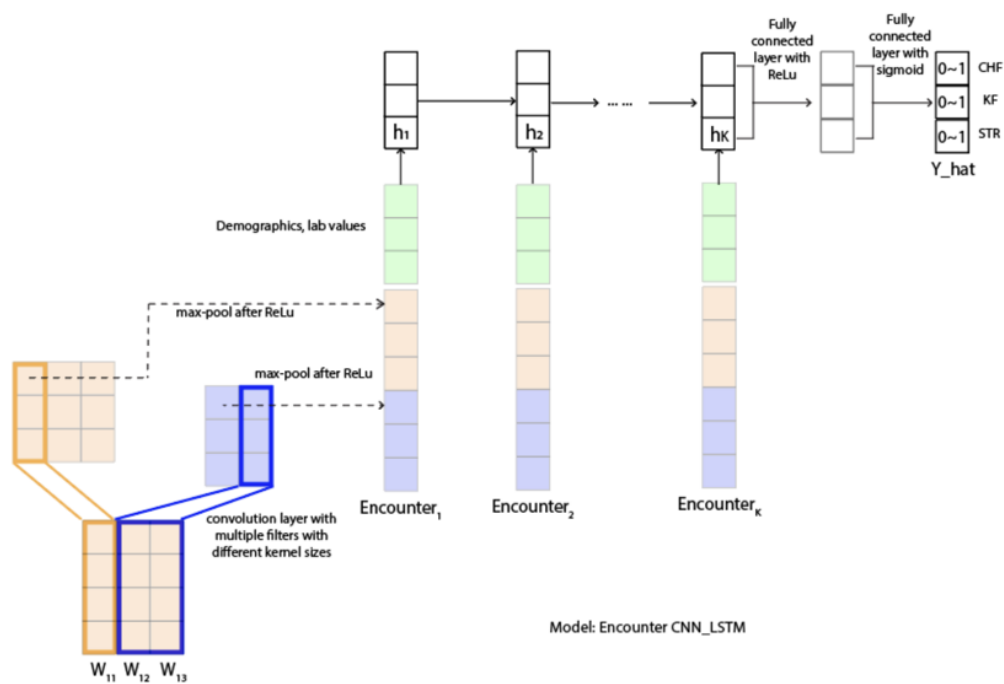 Fully
connected
layer with
ReLu
Fully
connected
layer with
sigmoid
0~1 CHF
0~1 KF
0~1 STR
Y_hat
h₁
h₂
... ...
hK
Demographics, lab values
max-pool after ReLu
max-pool after ReLu
convolution layer with
multiple filters with
different kernel sizes
Encounter₁
Encounter₂
EncounterK
W₁₁ W₁₂ W₁₃
Model: Encounter CNN_LSTM